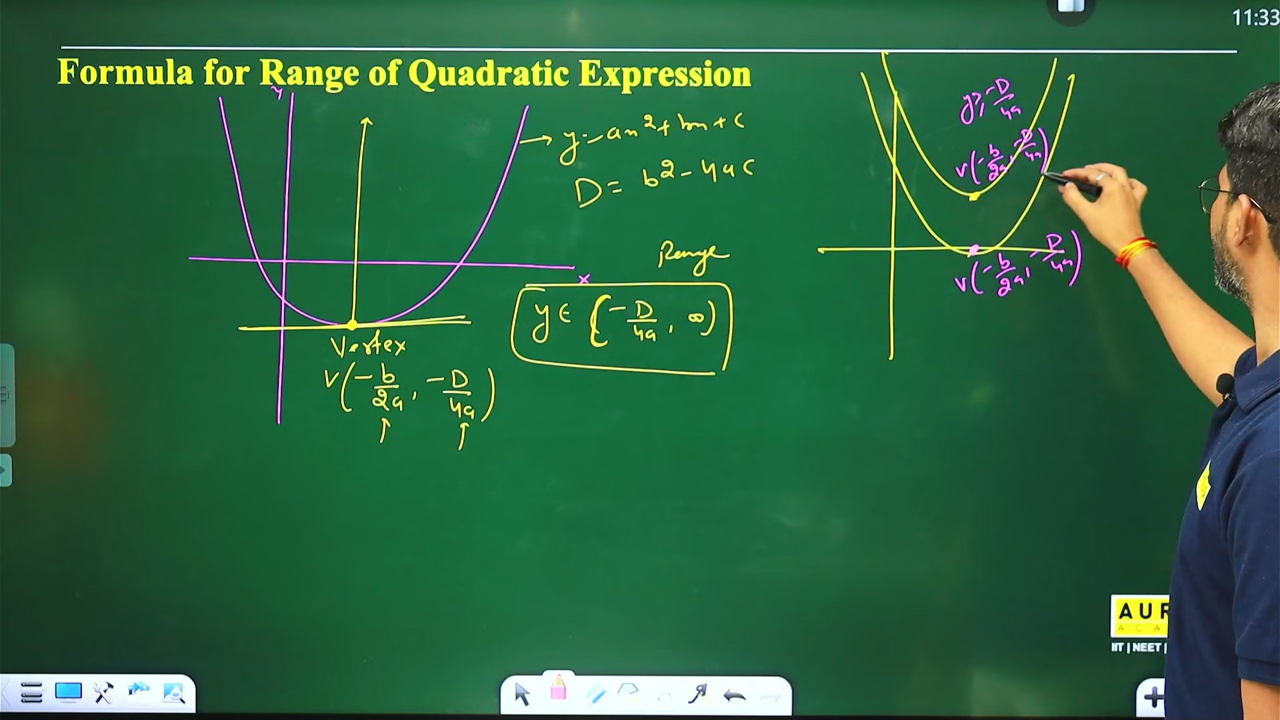 11:33
Formula for Range of Quadratic Expression
y
→ y = ax² + bx + c
D = b² - 4ac
Range
x
y ∈ [-D/4a, ∞)
Vertex
V(-b/2a, -D/4a)
y ≥ -D/4a
V(-b/2a, -D/4a)
V(-b/2a, -D/4a)
AUR
ACA
IIT | NEET |